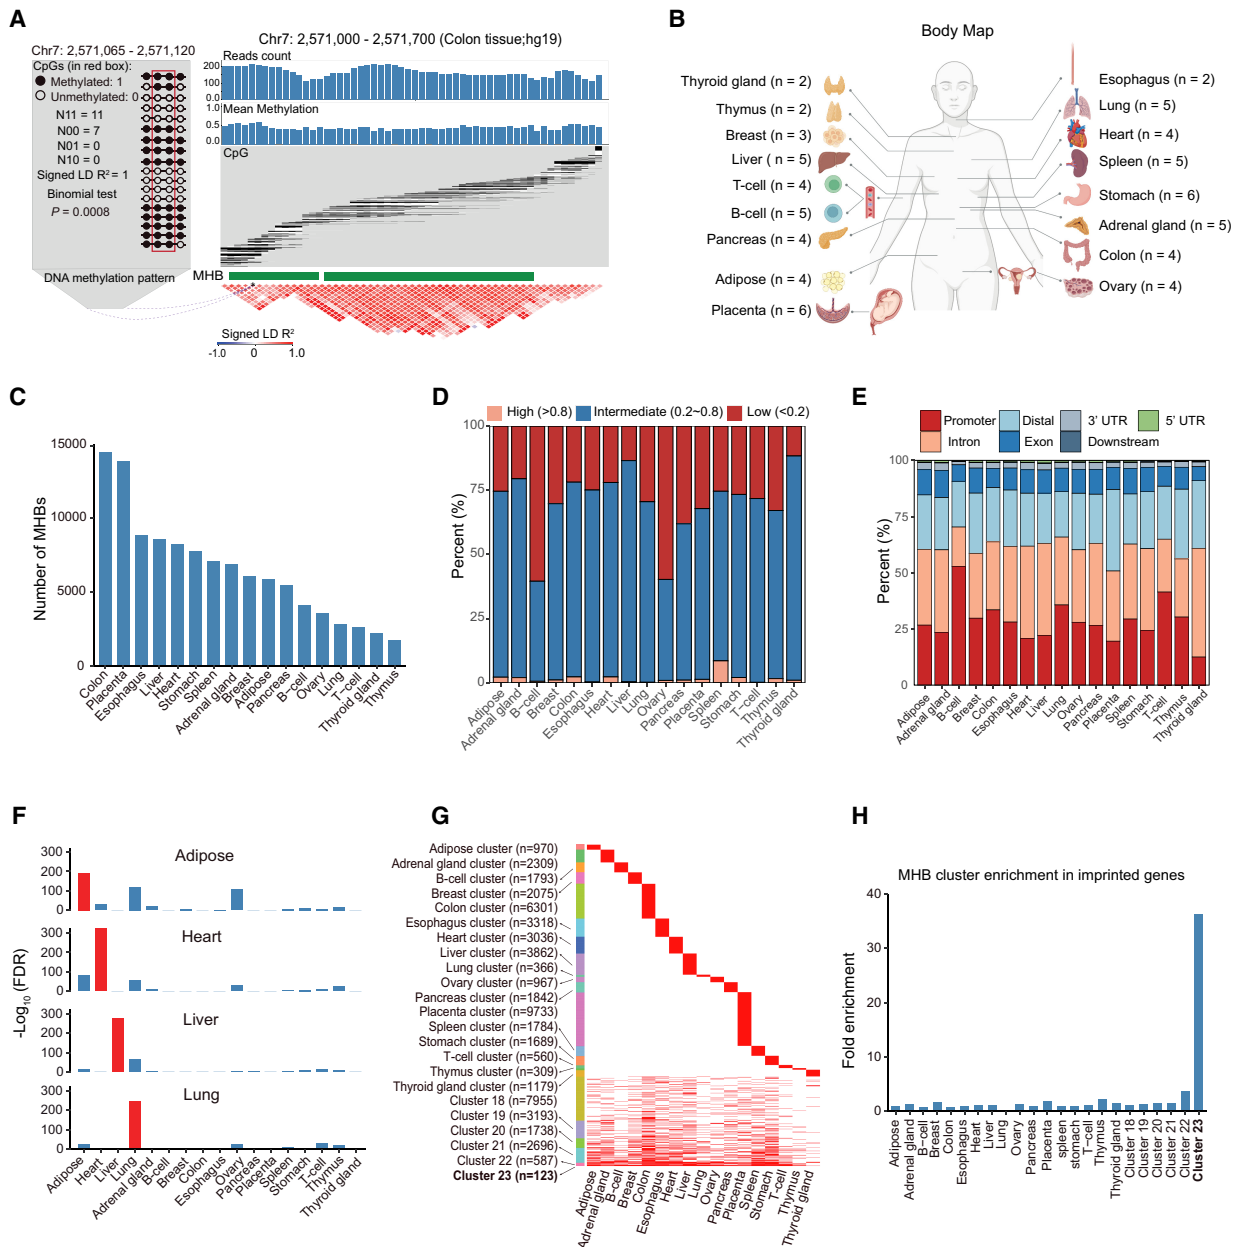 A
Chr7: 2,571,065 - 2,571,120
CpGs (in red box):
Methylated: 1
Unmethylated: 0
N11 = 11
N00 = 7
N01 = 0
N10 = 0
Signed LD R² = 1
Binomial test
P = 0.0008
DNA methylation pattern
Chr7: 2,571,000 - 2,571,700 (Colon tissue;hg19)
Reads count
200
100
0.0
Mean Methylation
1.0
0.5
0.0
CpG
MHB
Signed LD R²
-1.0 0 1.0
B
Body Map
Thyroid gland (n = 2)
Thymus (n = 2)
Breast (n = 3)
Liver ( n = 5)
T-cell (n = 4)
B-cell (n = 5)
Pancreas (n = 4)
Adipose (n = 4)
Placenta (n = 6)
Esophagus (n = 2)
Lung (n = 5)
Heart (n = 4)
Spleen (n = 5)
Stomach (n = 6)
Adrenal gland (n = 5)
Colon (n = 4)
Ovary (n = 4)
C
Number of MHBs
15000
10000
5000
0
Colon
Placenta
Esophagus
Liver
Heart
Stomach
Spleen
Adrenal gland
Breast
Adipose
Pancreas
B-cell
Ovary
Lung
T-cell
Thyroid gland
Thymus
D
High (>0.8) Intermediate (0.2~0.8) Low (<0.2)
Percent (%)
100
75
50
25
0
Adipose
Adrenal gland
B-cell
Breast
Colon
Esophagus
Heart
Liver
Lung
Ovary
Pancreas
Placenta
Spleen
Stomach
T-cell
Thymus
Thyroid gland
E
Promoter Distal 3' UTR 5' UTR
Intron Exon Downstream
Percent (%)
100
75
50
25
0
Adipose
Adrenal gland
B-cell
Breast
Colon
Esophagus
Heart
Liver
Lung
Ovary
Pancreas
Placenta
Spleen
Stomach
T-cell
Thymus
Thyroid gland
F
-Log10 (FDR)
Adipose
300
200
100
0
Heart
300
200
100
0
Liver
300
200
100
0
Lung
300
200
100
0
Adipose
Heart
Liver
Lung
Adrenal gland
B-cell
Breast
Colon
Esophagus
Ovary
Pancreas
Placenta
Spleen
Stomach
T-cell
Thymus
Thyroid gland
G
Adipose cluster (n=970)
Adrenal gland cluster (n=2309)
B-cell cluster (n=1793)
Breast cluster (n=2075)
Colon cluster (n=6301)
Esophagus cluster (n=3318)
Heart cluster (n=3036)
Liver cluster (n=3862)
Lung cluster (n=366)
Ovary cluster (n=967)
Pancreas cluster (n=1842)
Placenta cluster (n=9733)
Spleen cluster (n=1784)
Stomach cluster (n=1689)
T-cell cluster (n=560)
Thymus cluster (n=309)
Thyroid gland cluster (n=1179)
Cluster 18 (n=7955)
Cluster 19 (n=3193)
Cluster 20 (n=1738)
Cluster 21 (n=2696)
Cluster 22 (n=587)
Cluster 23 (n=123)
Adipose
Adrenal gland
B-cell
Breast
Colon
Esophagus
Heart
Liver
Lung
Ovary
Pancreas
Placenta
Spleen
Stomach
T-cell
Thymus
Thyroid gland
H
MHB cluster enrichment in imprinted genes
Fold enrichment
40
30
20
10
0
Adipose
Adrenal gland
B-cell
Breast
Colon
Esophagus
Heart
Liver
Lung
Ovary
Pancreas
Placenta
spleen
stomach
T-cell
Thymus
Thyroid gland
Cluster 18
Cluster 19
Cluster 20
Cluster 21
Cluster 22
Cluster 23